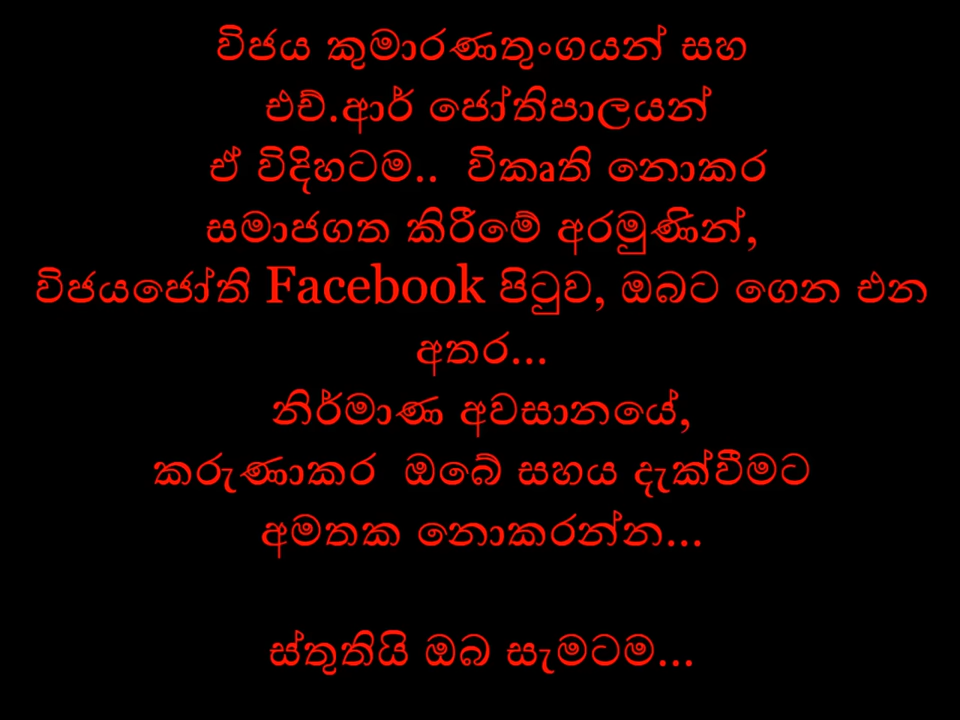 විජය කුමාරණතුංගයන් සහ
එච්.ආර් ජෝතිපාලයන්
ඒ විදිහටම.. විකෘති නොකර
සමාජගත කිරීමේ අරමුණින්,
විජයජෝති Facebook පිටුව, ඔබට ගෙන එන
අතර...
නිර්මාණ අවසානයේ,
කරුණාකර ඔබේ සහය දැක්වීමට
අමතක නොකරන්න...
ස්තුතියි ඔබ සැමටම...